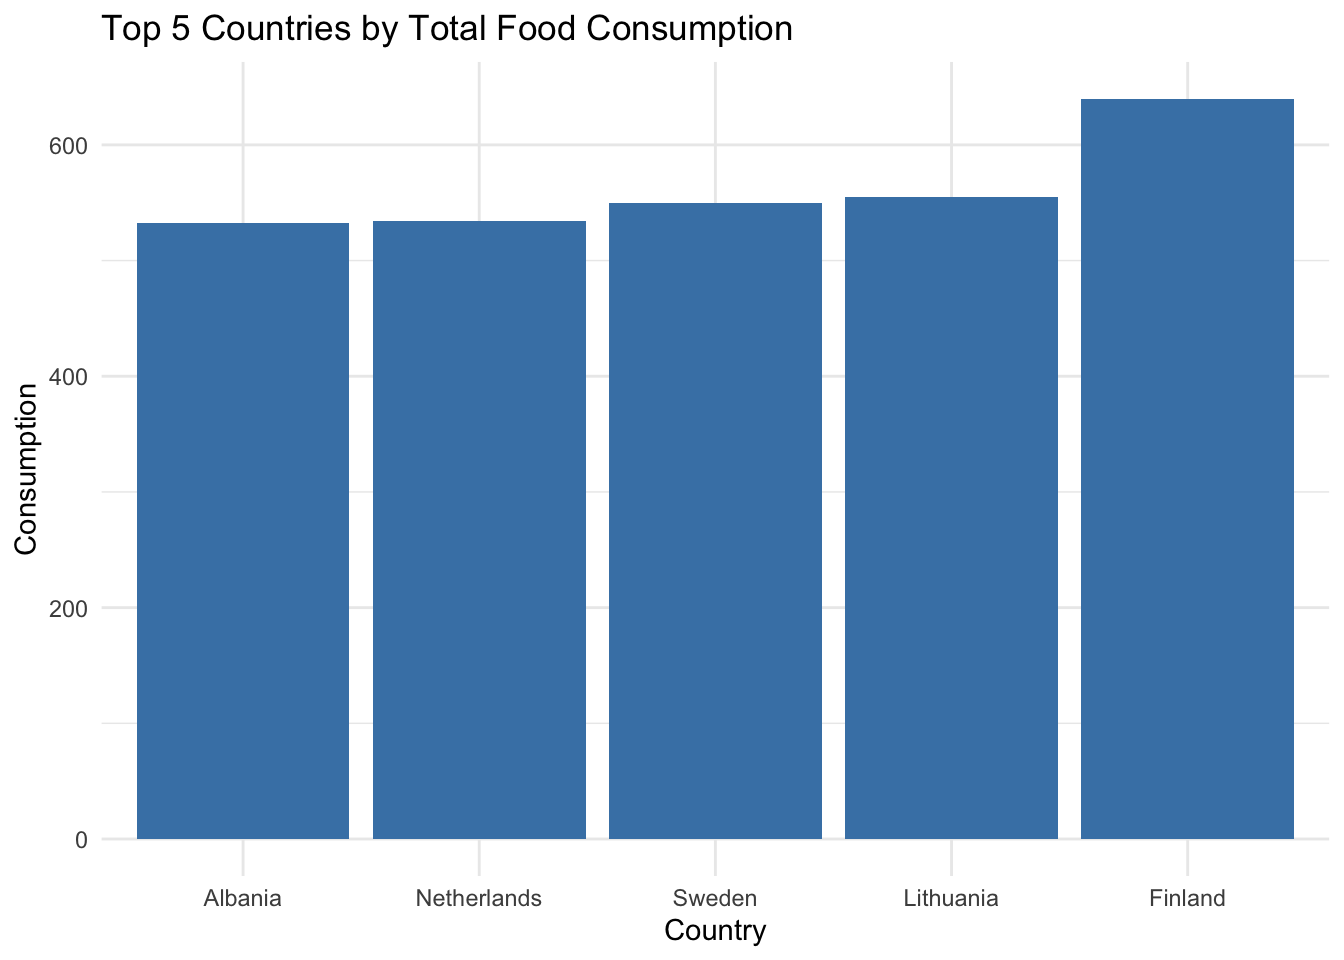 Top 5 Countries by Total Food Consumption
600
400
200
0
Consumption
Albania Netherlands Sweden Lithuania Finland
Country